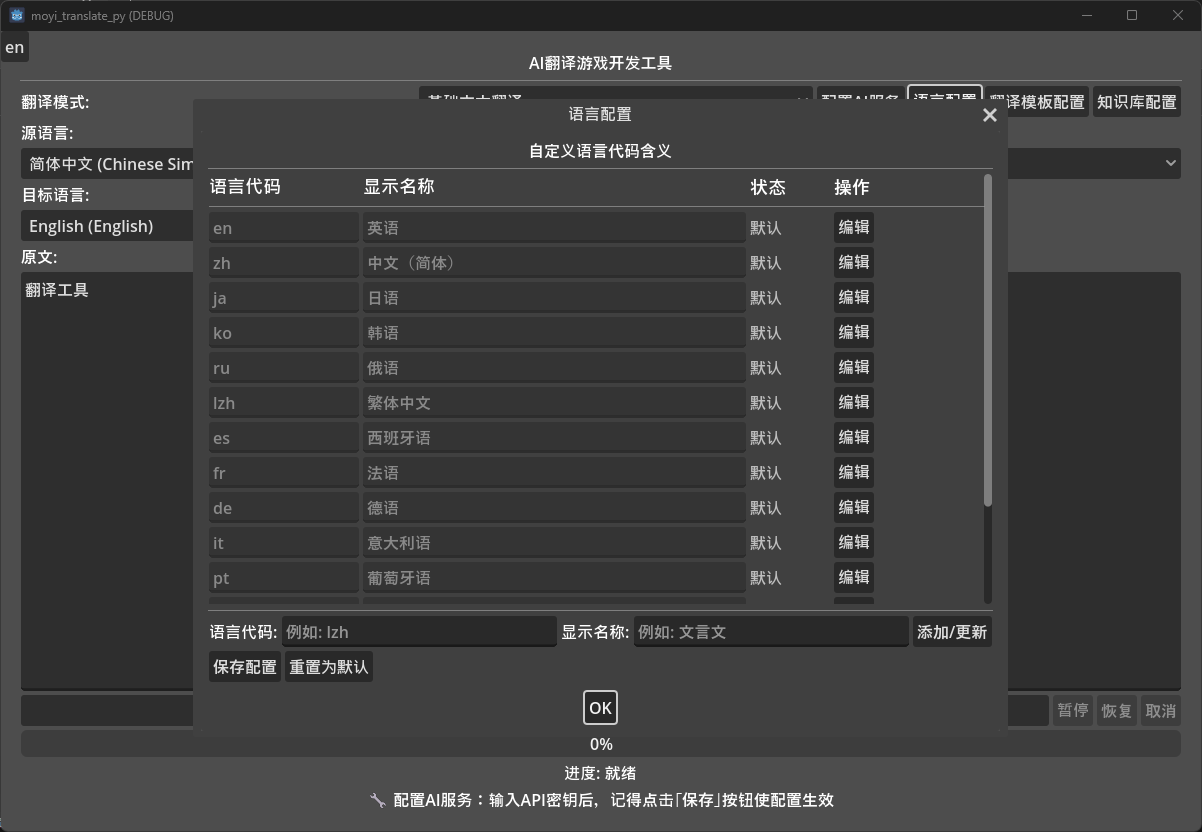 moyi_translate_py (DEBUG)
en
AI翻译游戏开发工具
翻译模式:
基础文本翻译
配置AI服务
语言配置
翻译模板配置
知识库配置
源语言:
简体中文 (Chinese Sim
目标语言:
English (English)
原文:
翻译工具
语言配置
自定义语言代码含义
语言代码 显示名称 状态 操作
en 英语 默认 编辑
zh 中文（简体） 默认 编辑
ja 日语 默认 编辑
ko 韩语 默认 编辑
ru 俄语 默认 编辑
lzh 繁体中文 默认 编辑
es 西班牙语 默认 编辑
fr 法语 默认 编辑
de 德语 默认 编辑
it 意大利语 默认 编辑
pt 葡萄牙语 默认 编辑
语言代码: 例如: lzh 显示名称: 例如: 文言文 添加/更新
保存配置 重置为默认
OK
暂停 恢复 取消
0%
进度: 就绪
配置AI服务：输入API密钥后，记得点击「保存」按钮使配置生效